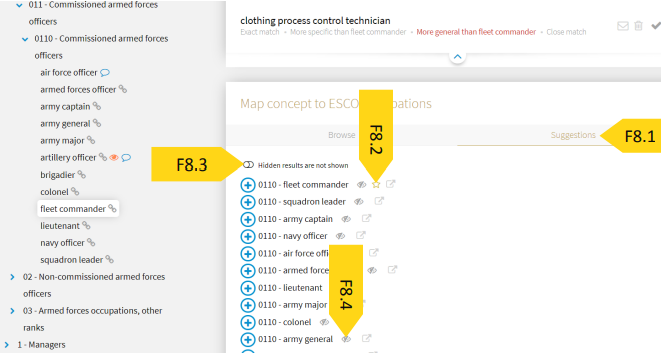 011 - Commissioned armed forces
officers
0110 - Commissioned armed forces
officers
air force officer
armed forces officer
army captain
army general
army major
artillery officer
brigadier
colonel
fleet commander
lieutenant
navy officer
squadron leader
02 - Non-commissioned armed forces
officers
03 - Armed forces occupations, other
ranks
1 - Managers
clothing process control technician
Exact match • More specific than fleet commander • More general than fleet commander • Close match
Map concept to ESCO
pations
Browse
Suggestions
F8.1
F8.2
F8.3
Hidden results are not shown
0110 - fleet commander
0110 - squadron leader
0110 - army captain
0110 - navy officer
0110 - air force
0110 - armed force
0110 - lieutenant
0110 - army major
0110 - colonel
0110 - army general
F8.4